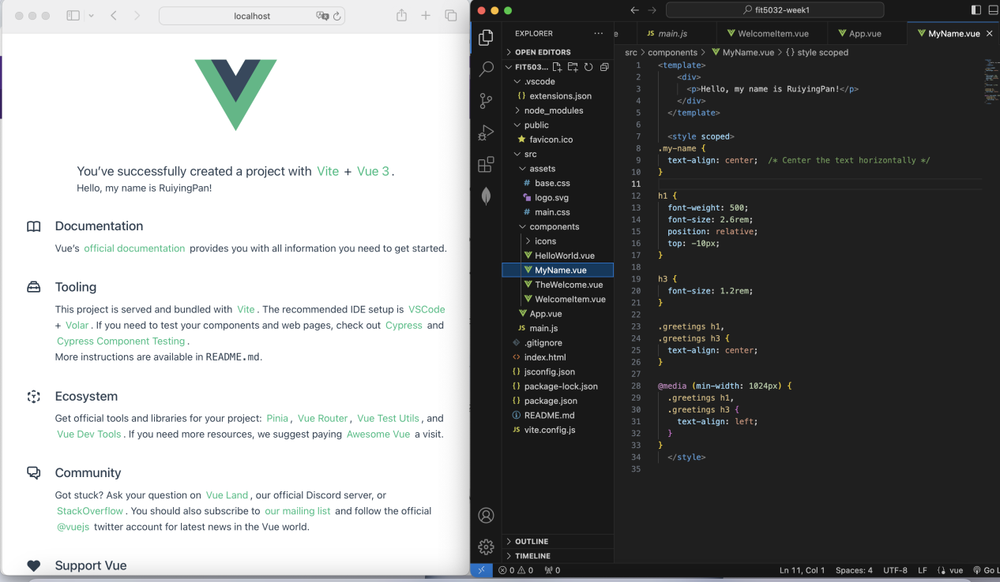 localhost
You’ve successfully created a project with Vite + Vue 3.
Hello, my name is RuiyingPan!
Documentation
Vue’s official documentation provides you with all information you need to get started.
Tooling
This project is served and bundled with Vite. The recommended IDE setup is VSCode
+ Volar. If you need to test your components and web pages, check out Cypress and
Cypress Component Testing.
More instructions are available in README.md.
Ecosystem
Get official tools and libraries for your project: Pinia, Vue Router, Vue Test Utils, and
Vue Dev Tools. If you need more resources, we suggest paying Awesome Vue a visit.
Community
Got stuck? Ask your question on Vue Land, our official Discord server, or
StackOverflow. You should also subscribe to our mailing list and follow the official
@vuejs twitter account for latest news in the Vue world.
Support Vue
fit5032-week1
EXPLORER
OPEN EDITORS
FIT503...
.vscode
{} extensions.json
node_modules
public
favicon.ico
src
assets
# base.css
logo.svg
# main.css
components
icons
HelloWorld.vue
MyName.vue
TheWelcome.vue
WelcomeItem.vue
App.vue
JS main.js
.gitignore
<> index.html
{} jsconfig.json
{} package-lock.json
{} package.json
README.md
JS vite.config.js
OUTLINE
TIMELINE
e JS main.js WelcomeItem.vue App.vue MyName.vue
src > components > MyName.vue > {} style scoped
1 <template>
2 <div>
3 <p>Hello, my name is RuiyingPan!</p>
4 </div>
5 </template>
6
7 <style scoped>
8 .my-name {
9 text-align: center; /* Center the text horizontally */
10 }
11
12 h1 {
13 font-weight: 500;
14 font-size: 2.6rem;
15 position: relative;
16 top: -10px;
17 }
18
19 h3 {
20 font-size: 1.2rem;
21 }
22
23 .greetings h1,
24 .greetings h3 {
25 text-align: center;
26 }
27
28 @media (min-width: 1024px) {
29 .greetings h1,
30 .greetings h3 {
31 text-align: left;
32 }
33 }
34 </style>
35
0 0 0 Ln 11, Col 1 Spaces: 4 UTF-8 LF vue Go L